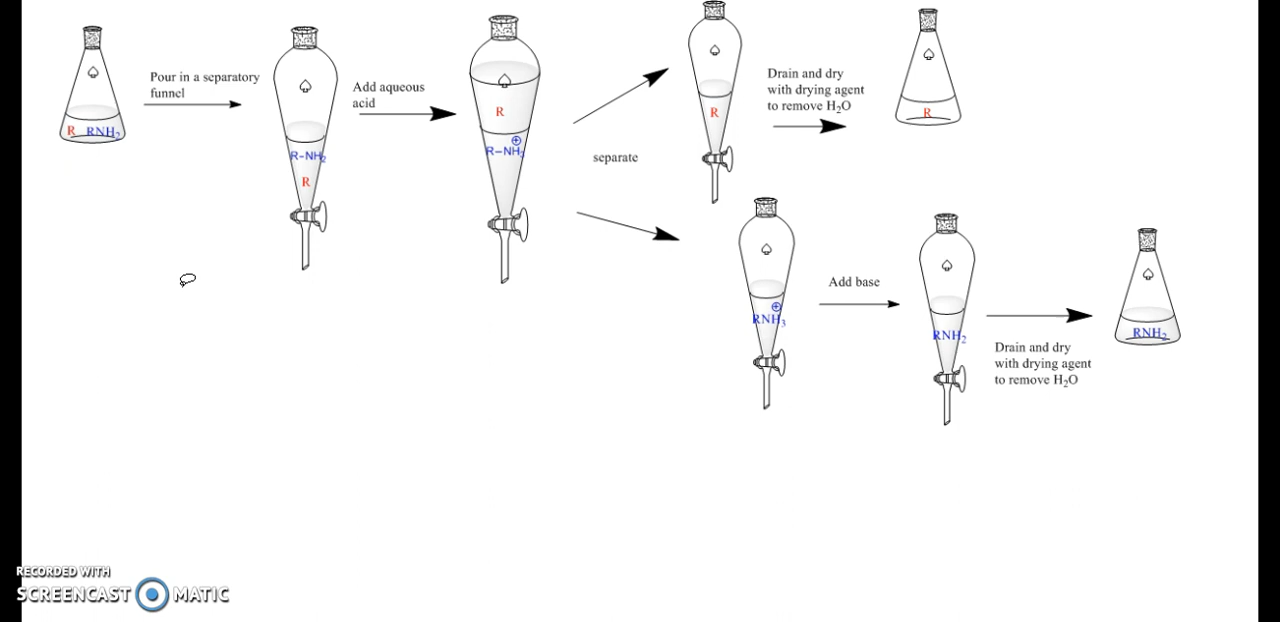 R RNH₂
Pour in a separatory
funnel
R-NH₂
R
Add aqueous
acid
R
⊕
R-NH₃
separate
R
Drain and dry
with drying agent
to remove H₂O
R
⊕
RNH₃
Add base
RNH₂
Drain and dry
with drying agent
to remove H₂O
RNH₂
RECORDED WITH
SCREENCAST MATIC